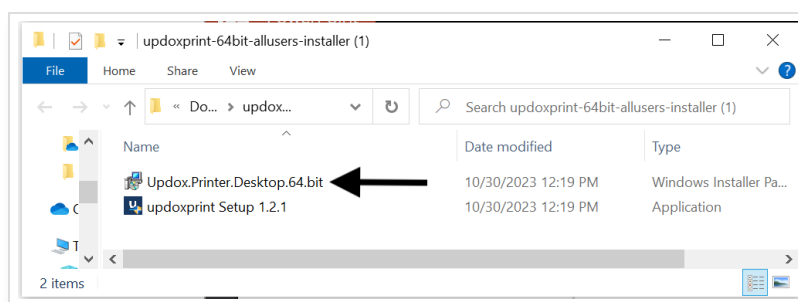 updoxprint-64bit-allusers-installer (1)
File Home Share View
« Do... > updox... Search updoxprint-64bit-allusers-installer (1)
Name Date modified Type
Updox.Printer.Desktop.64.bit 10/30/2023 12:19 PM Windows Installer Pa...
updoxprint Setup 1.2.1 10/30/2023 12:19 PM Application
2 items